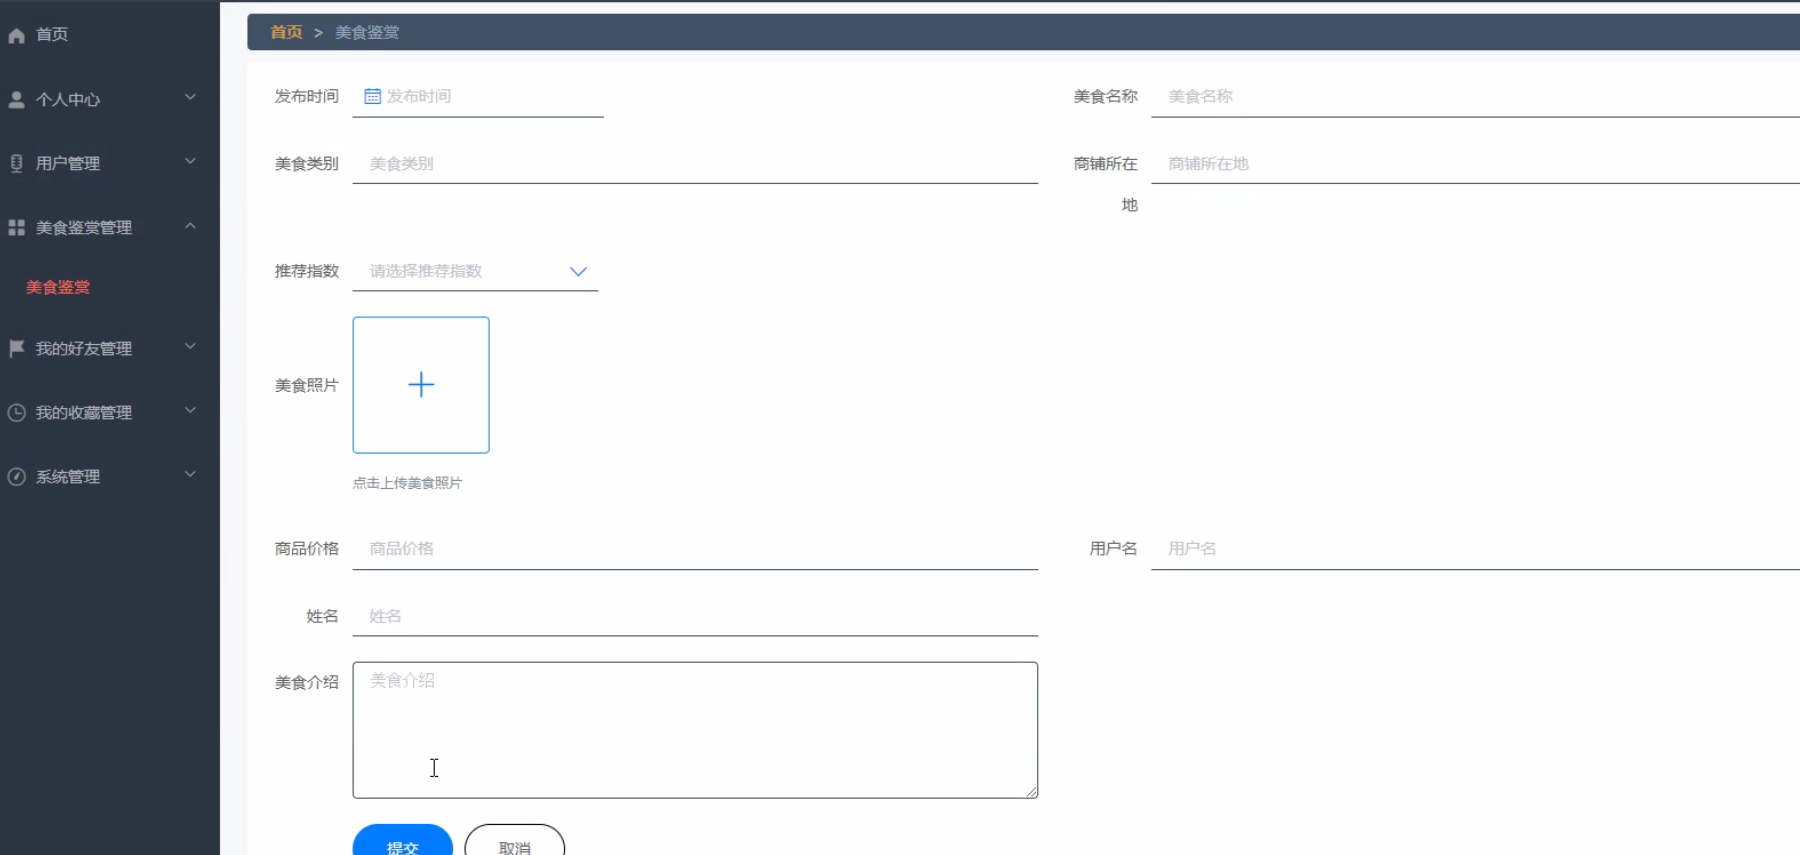 首页
个人中心
用户管理
美食鉴赏管理
美食鉴赏
我的好友管理
我的收藏管理
系统管理
首页 > 美食鉴赏
发布时间 发布时间
美食名称 美食名称
美食类别 美食类别
商铺所在地 商铺所在地
推荐指数 请选择推荐指数
美食照片
点击上传美食照片
商品价格 商品价格
用户名 用户名
姓名 姓名
美食介绍 美食介绍
提交 取消